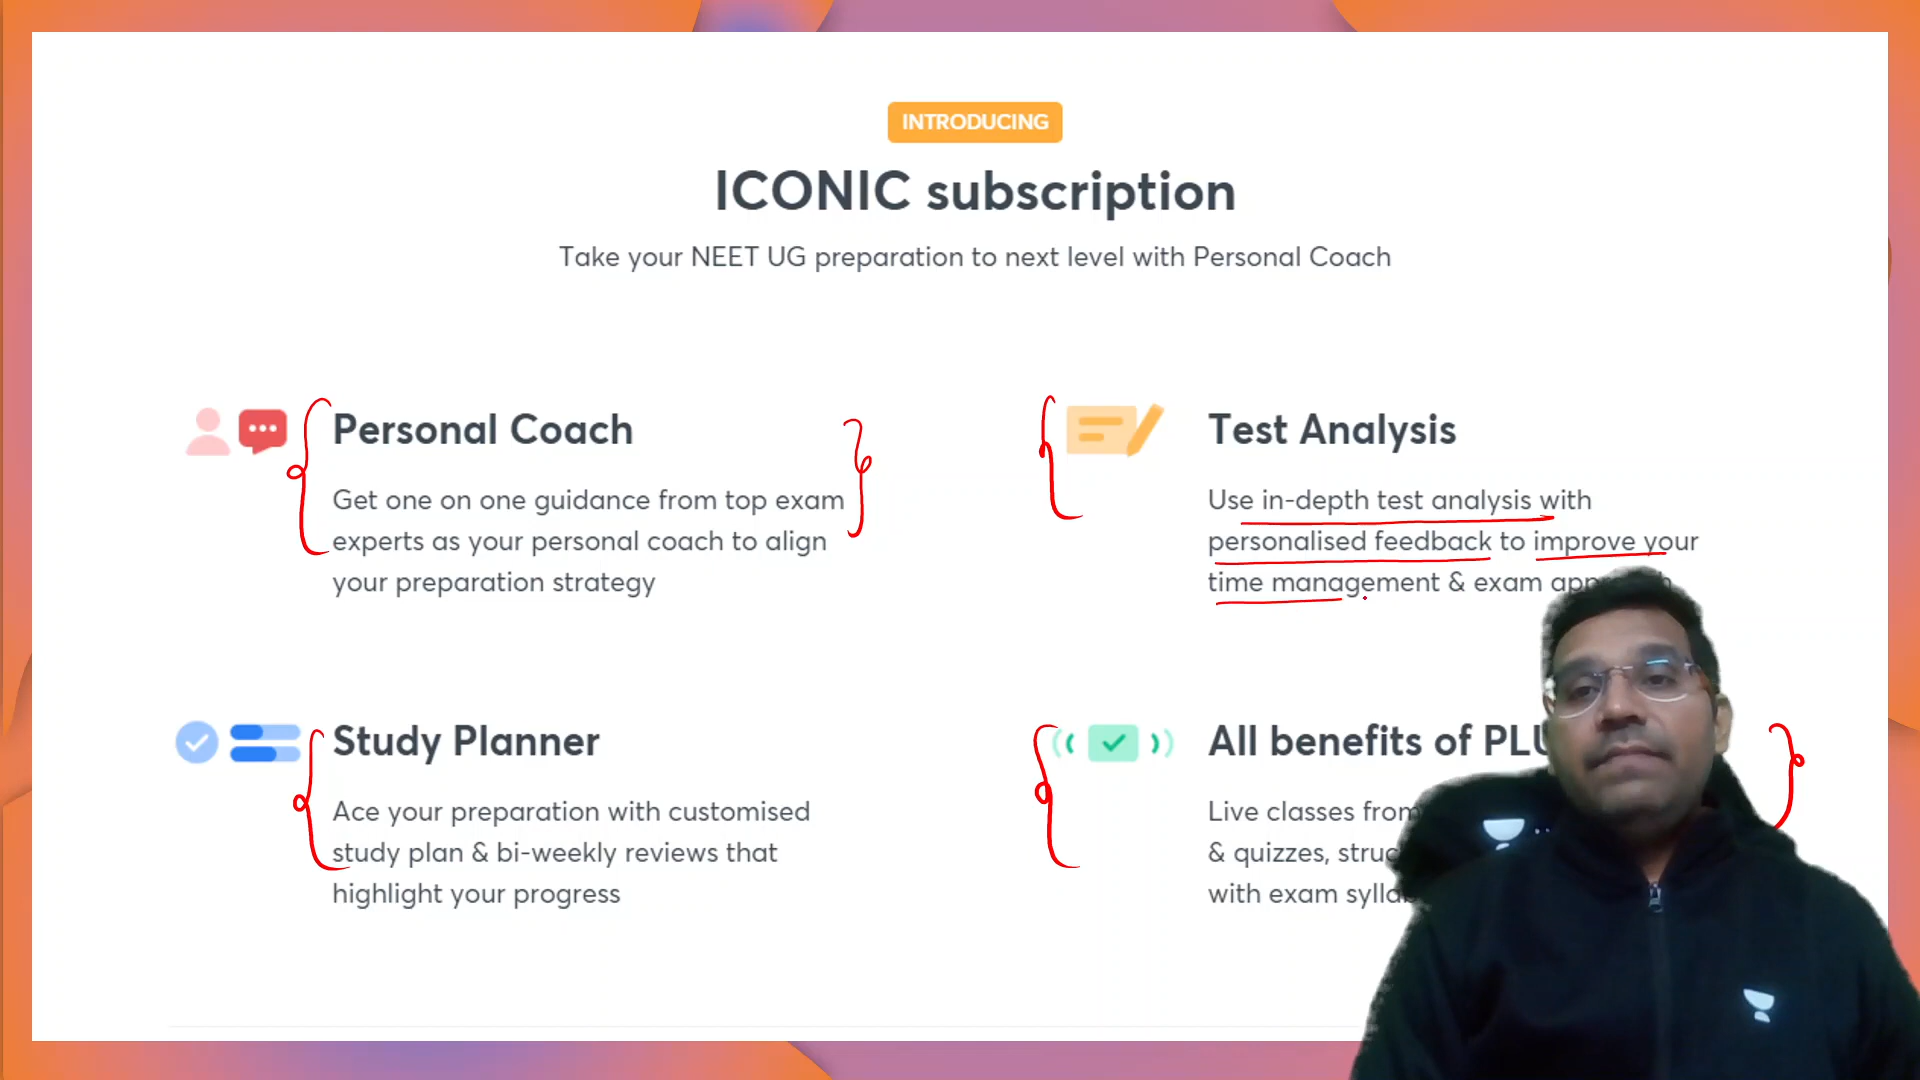 INTRODUCING
ICONIC subscription
Take your NEET UG preparation to next level with Personal Coach
Personal Coach
Get one on one guidance from top exam
experts as your personal coach to align
your preparation strategy
Test Analysis
Use in-depth test analysis with
personalised feedback to improve your
time management & exam
Study Planner
Ace your preparation with customised
study plan & bi-weekly reviews that
highlight your progress
All benefits of
Live classes from
& quizzes,
with exam